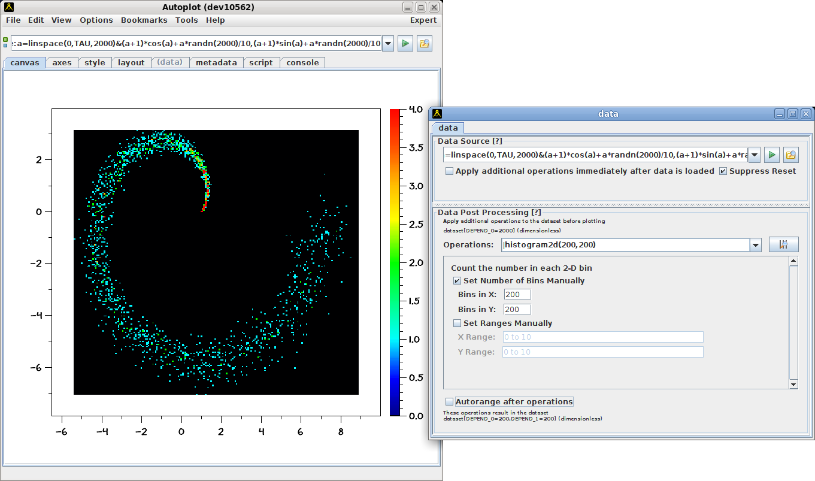 Autoplot (dev10562)
File Edit View Options Bookmarks Tools Help Expert
:a=linspace(0,TAU,2000)&(a+1)*cos(a)+a*randn(2000)/10,(a+1)*sin(a)+a*randn(2000)/10
canvas axes style layout (data) metadata script console
4.0
3.5
3.0
2.5
2.0
1.5
1.0
0.5
0.0
2
0
-2
-4
-6
-6 -4 -2 0 2 4 6 8
data
data
Data Source [?]
=linspace(0,TAU,2000)&(a+1)*cos(a)+a*randn(2000)/10,(a+1)*sin(a)+a*ra
Apply additional operations immediately after data is loaded Suppress Reset
Data Post Processing [?]
Apply additional operations to the dataset before plotting
dataset[DEPEND_0=2000] (dimensionless)
Operations: |histogram2d(200,200)
Count the number in each 2-D bin
Set Number of Bins Manually
Bins in X: 200
Bins in Y: 200
Set Ranges Manually
X Range: 0 to 10
Y Range: 0 to 10
Autorange after operations
These operations result in the dataset
dataset[DEPEND_0=200,DEPEND_1=200] (dimensionless)